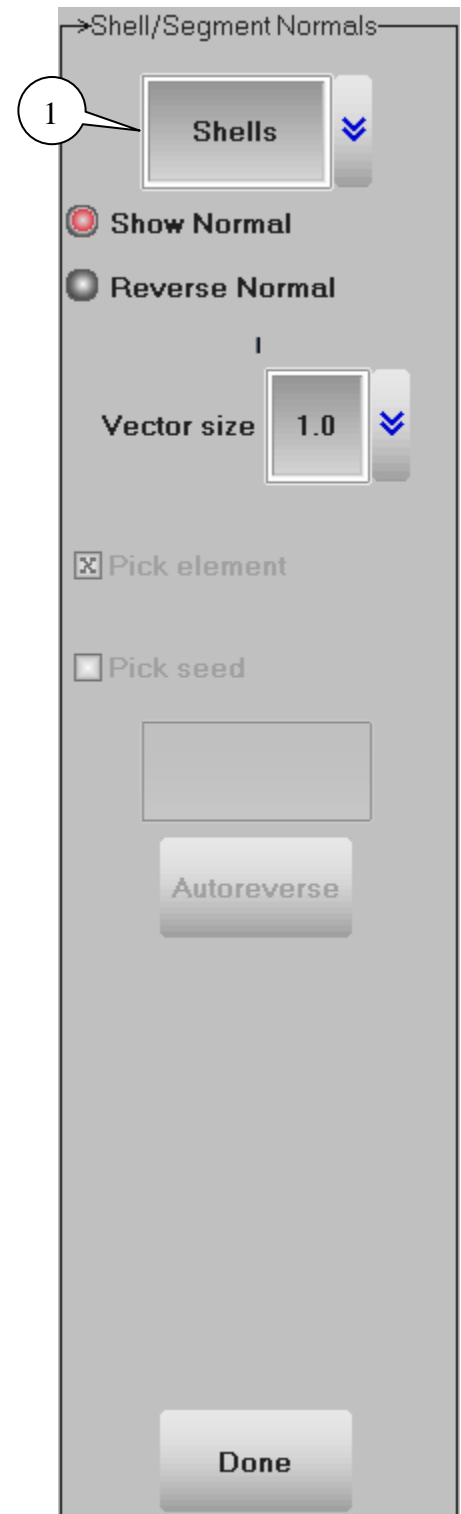 ->Shell/Segment Normals
1
Shells
Show Normal
Reverse Normal
Vector size 1.0
X Pick element
Pick seed
Autoreverse
Done